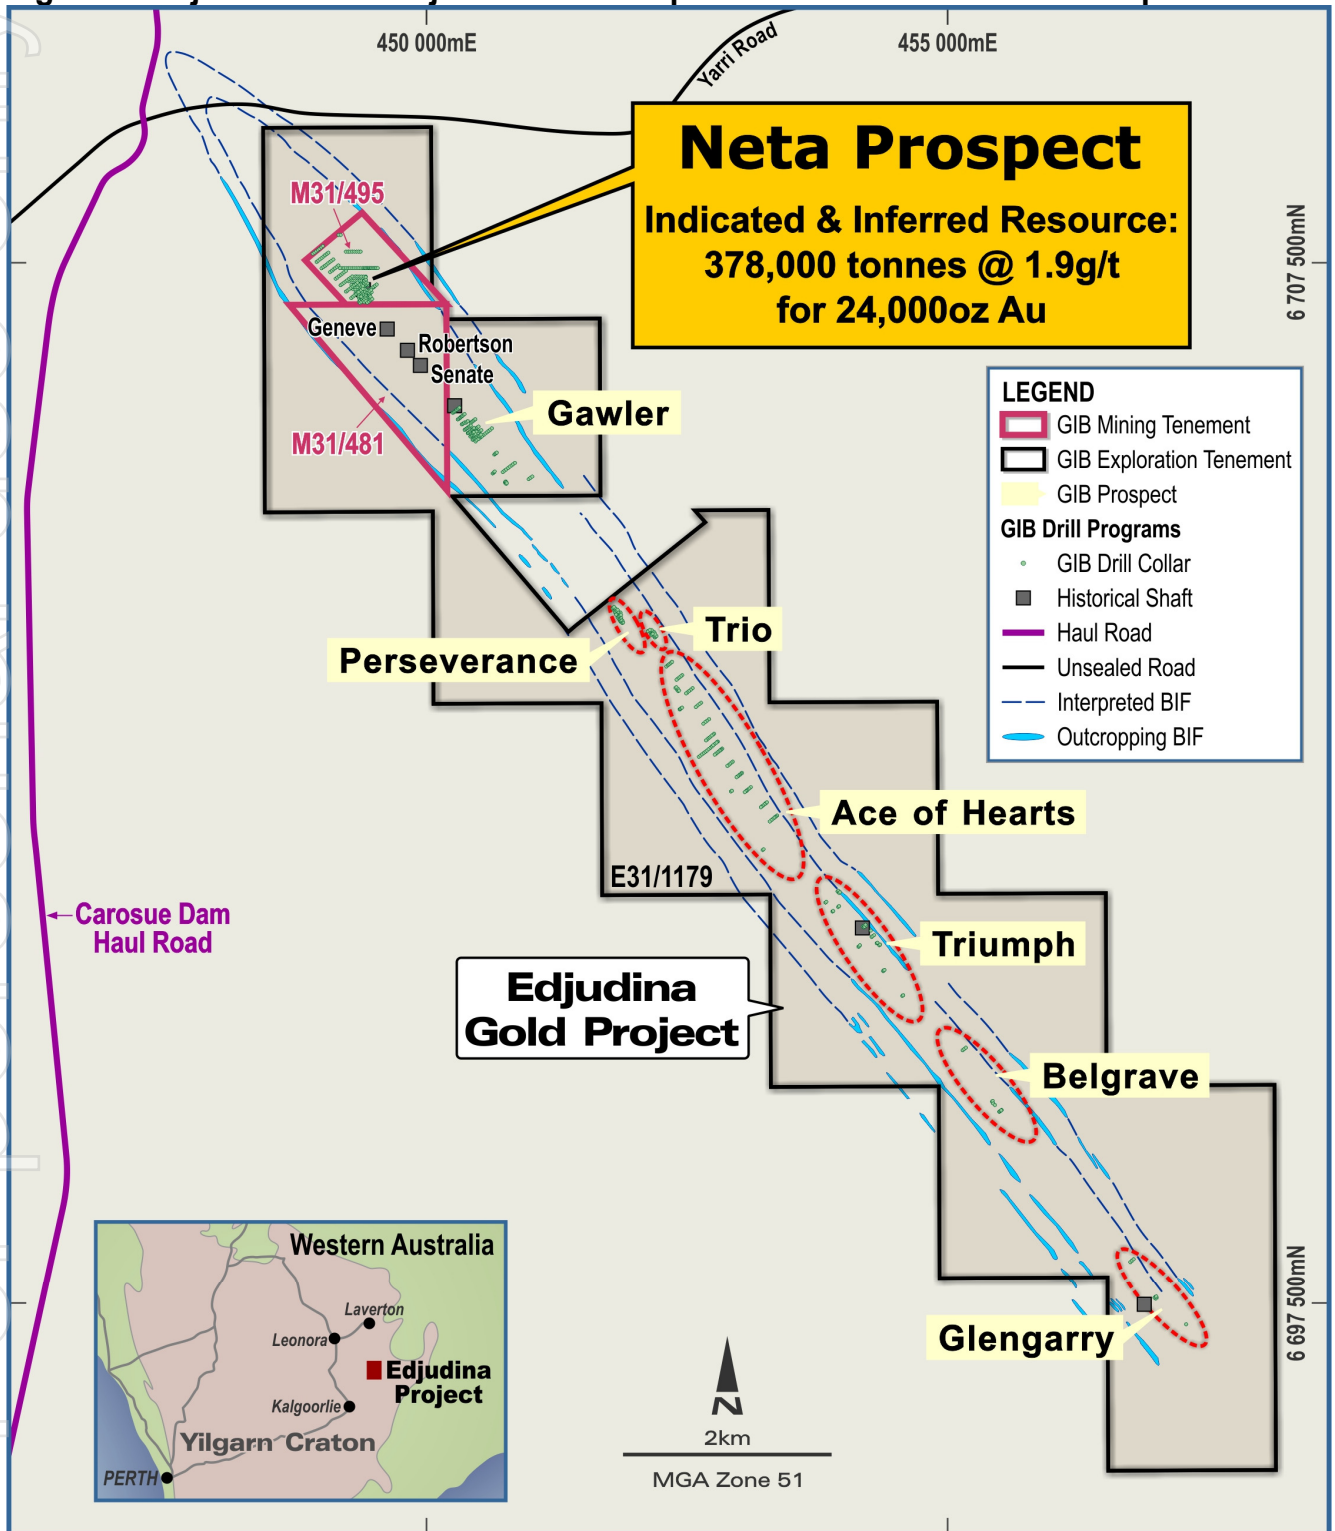 450 000mE
455 000mE
Yarri Road
Neta Prospect
Indicated & Inferred Resource:
378,000 tonnes @ 1.9g/t
for 24,000oz Au
6 707 500mN
M31/495
Geneve
Robertson
Senate
Gawler
M31/481
LEGEND
GIB Mining Tenement
GIB Exploration Tenement
GIB Prospect
GIB Drill Programs
GIB Drill Collar
Historical Shaft
Haul Road
Unsealed Road
Interpreted BIF
Outcropping BIF
Trio
Perseverance
Ace of Hearts
E31/1179
Carosue Dam
Haul Road
Triumph
Edjudina
Gold Project
Belgrave
Glengarry
6 697 500mN
Western Australia
Laverton
Leonora
Edjudina
Project
Kalgoorlie
Yilgarn Craton
PERTH
N
2km
MGA Zone 51